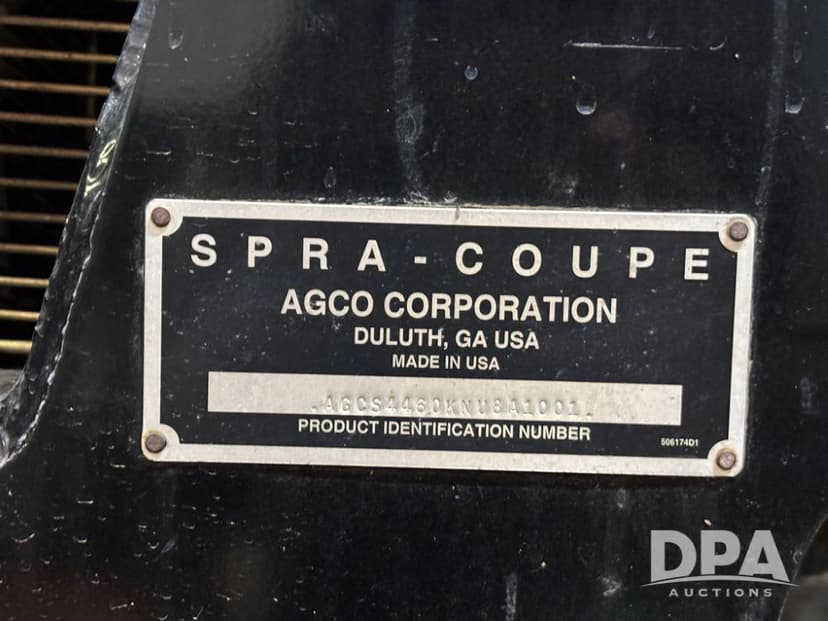 SPRA-COUPE
AGCO CORPORATION
DULUTH, GA USA
MADE IN USA
.AGCS4460KNU8A1001.
PRODUCT IDENTIFICATION NUMBER
506174D1
DPA
AUCTIONS